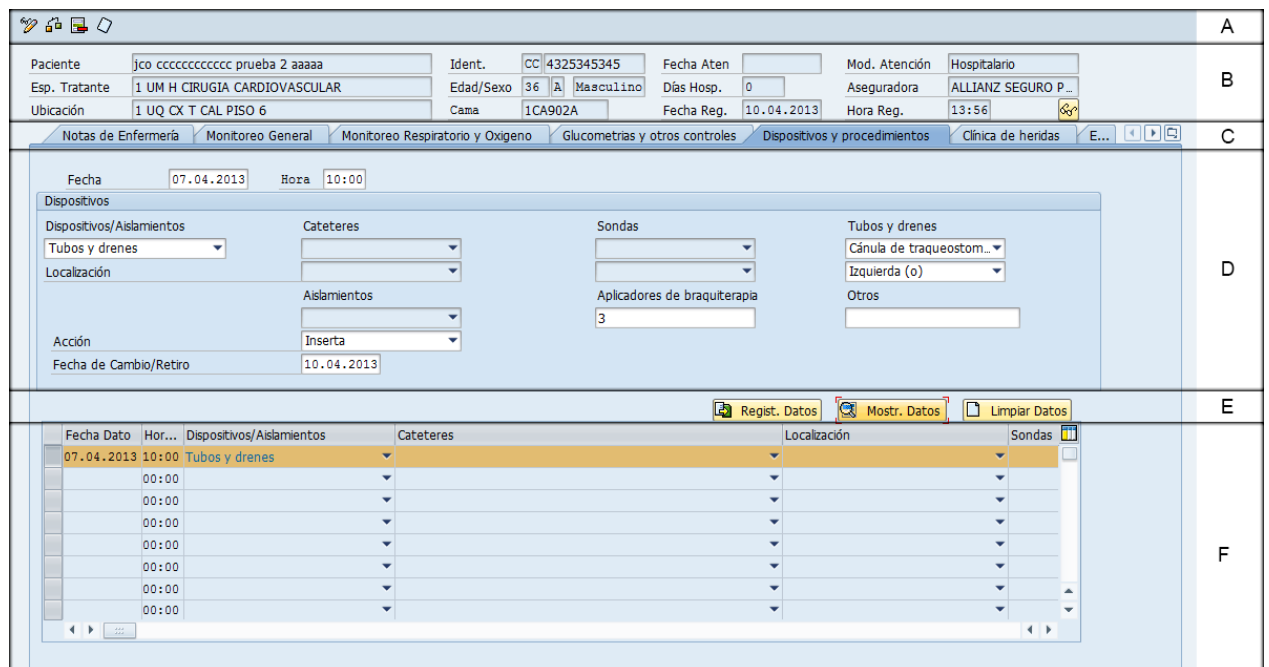 A
Paciente jco cccccccccccc prueba 2 aaaaa Ident. CC 4325345345 Fecha Aten Mod. Atención Hospitalario
Esp. Tratante 1 UM H CIRUGIA CARDIOVASCULAR Edad/Sexo 36 A Masculino Días Hosp. 0 Aseguradora ALLIANZ SEGURO P...
B
Ubicación 1 UQ CX T CAL PISO 6 Cama 1CA902A Fecha Reg. 10.04.2013 Hora Reg. 13:56
Notas de Enfermería Monitoreo General Monitoreo Respiratorio y Oxigeno Glucometrias y otros controles Dispositivos y procedimientos Clínica de heridas E... C
Fecha 07.04.2013 Hora 10:00
Dispositivos
Dispositivos/Aislamientos Cateteres Sondas Tubos y drenes
Tubos y drenes Cánula de traqueostom...
Localización Izquierda (o) D
Aislamientos Aplicadores de braquiterapia Otros
3
Acción Inserta
Fecha de Cambio/Retiro 10.04.2013
Regist. Datos Mostr. Datos Limpiar Datos E
Fecha Dato Hor... Dispositivos/Aislamientos Cateteres Localización Sondas
07.04.2013 10:00 Tubos y drenes
00:00
00:00
00:00
00:00
F
00:00
00:00
00:00